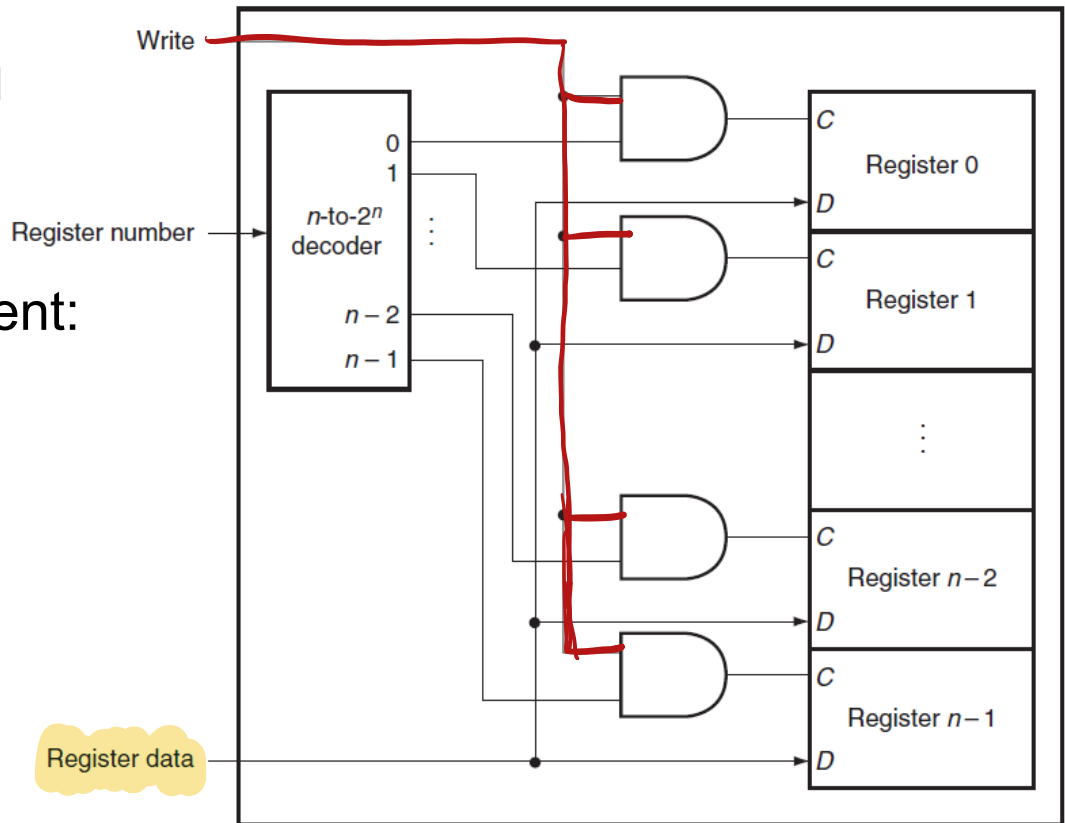 Write
0
1
n-to-2ⁿ
decoder
⋮
Register number
n – 2
n – 1
C
Register 0
D
C
Register 1
D
⋮
C
Register n – 2
D
C
Register n – 1
D
ent:
Register data